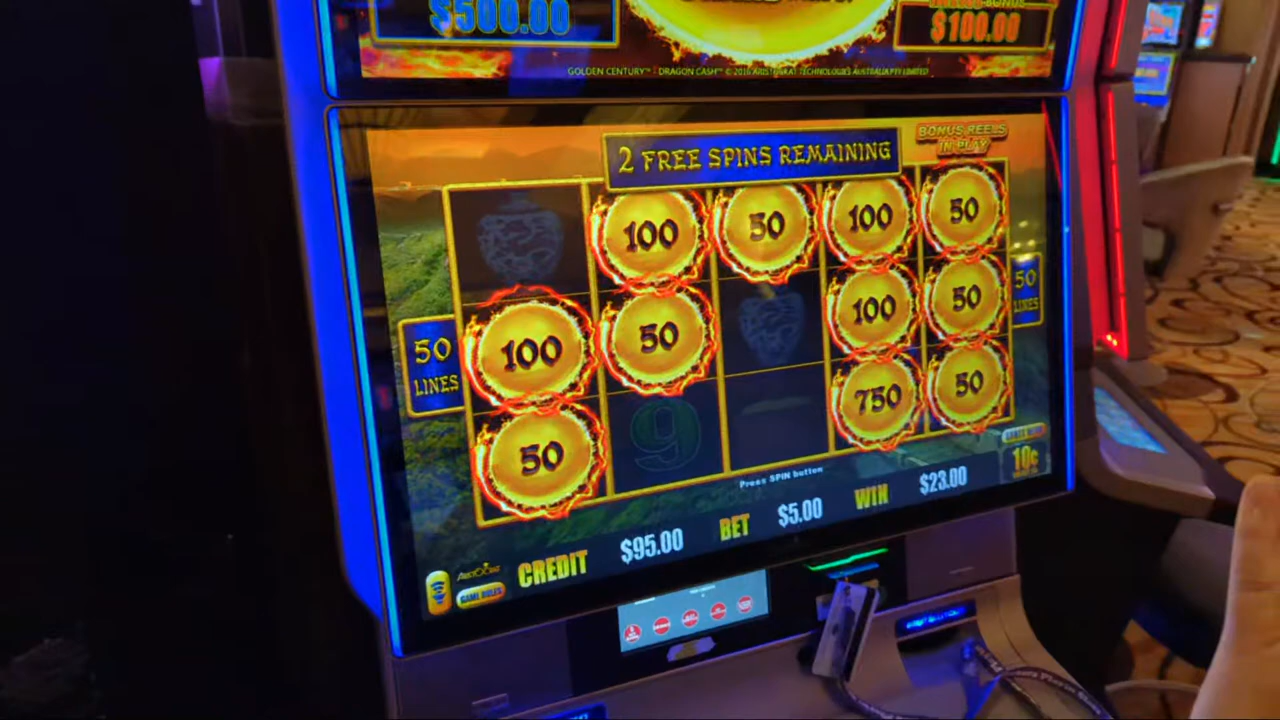 $500.00
$100.00
GOLDEN CENTURY™ - DRAGON CASH™ © 2016 ARISTOCRAT TECHNOLOGIES AUSTRALIA PTY LIMITED
2 FREE SPINS REMAINING
BONUS REELS
IN PLAY
100
50
100
50
100
50
100
50
50
9
750
50
50
LINES
50
LINES
Press SPIN button
10¢
CREDIT
$95.00
BET
$5.00
WIN
$23.00
ARISTOCRAT
GAME RULES